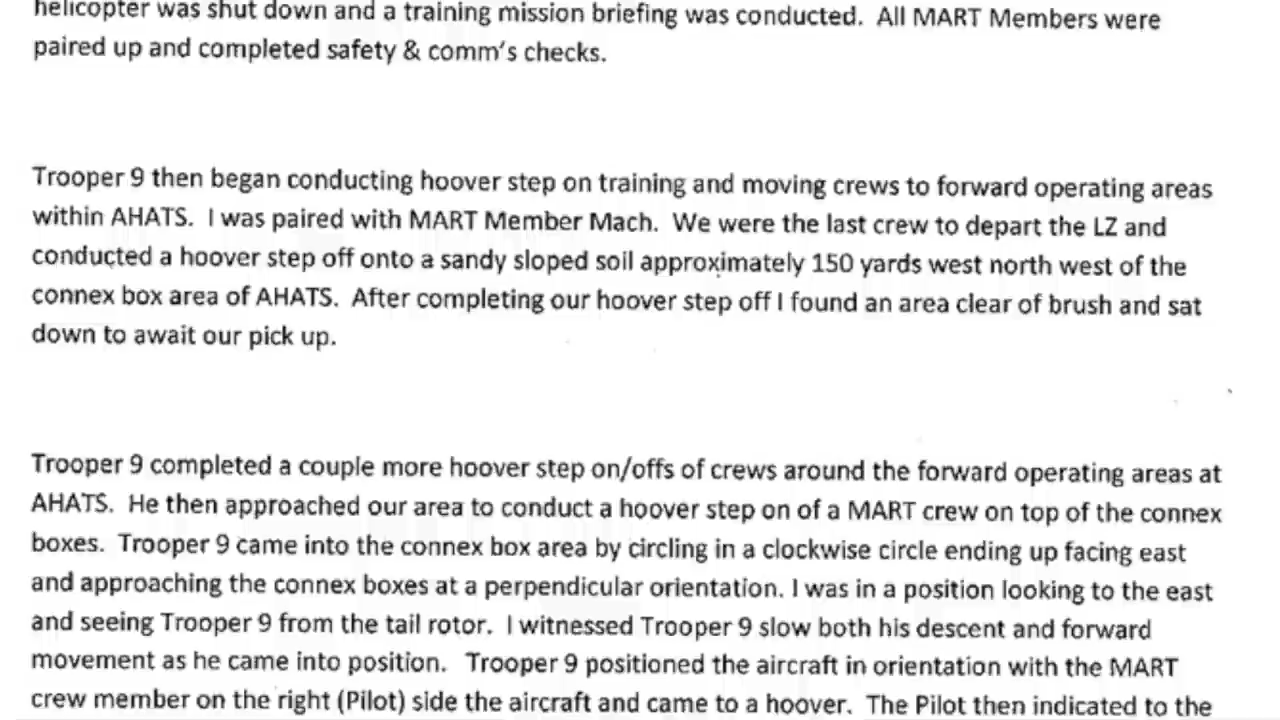 helicopter was shut down and a training mission briefing was conducted.  All MART Members were
paired up and completed safety & comm's checks.
Trooper 9 then began conducting hoover step on training and moving crews to forward operating areas
within AHATS.  I was paired with MART Member Mach.  We were the last crew to depart the LZ and
conducted a hoover step off onto a sandy sloped soil approximately 150 yards west north west of the
connex box area of AHATS.  After completing our hoover step off I found an area clear of brush and sat
down to await our pick up.
Trooper 9 completed a couple more hoover step on/offs of crews around the forward operating areas at
AHATS.  He then approached our area to conduct a hoover step on of a MART crew on top of the connex
boxes.  Trooper 9 came into the connex box area by circling in a clockwise circle ending up facing east
and approaching the connex boxes at a perpendicular orientation. I was in a position looking to the east
and seeing Trooper 9 from the tail rotor.  I witnessed Trooper 9 slow both his descent and forward
movement as he came into position.   Trooper 9 positioned the aircraft in orientation with the MART
crew member on the right (Pilot) side the aircraft and came to a hoover.  The Pilot then indicated to the